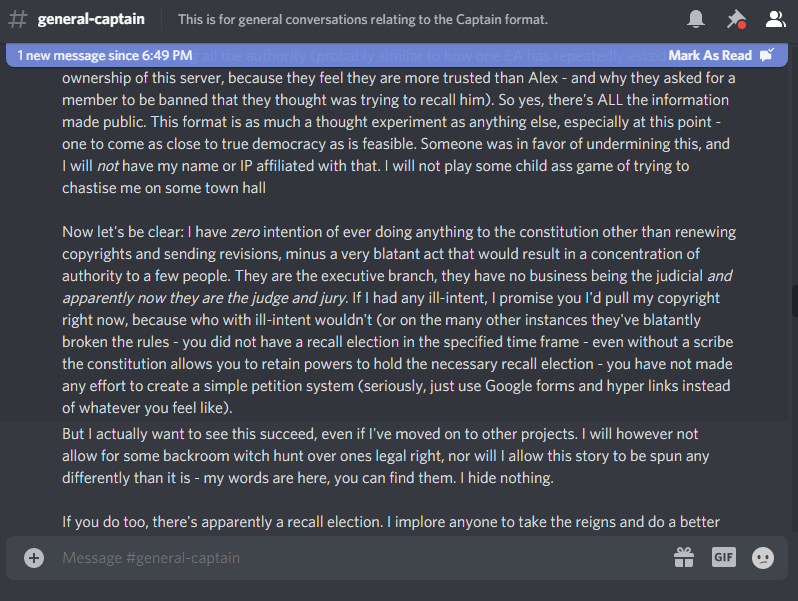 # general-captain
This is for general conversations relating to the Captain format.
1 new message since 6:49 PM
Mark As Read
all the authority (probably similar to how one EA has repeatedly asked
ownership of this server, because they feel they are more trusted than Alex - and why they asked for a
member to be banned that they thought was trying to recall him). So yes, there's ALL the information
made public. This format is as much a thought experiment as anything else, especially at this point -
one to come as close to true democracy as is feasible. Someone was in favor of undermining this, and
I will not have my name or IP affiliated with that. I will not play some child ass game of trying to
chastise me on some town hall
Now let's be clear: I have zero intention of ever doing anything to the constitution other than renewing
copyrights and sending revisions, minus a very blatant act that would result in a concentration of
authority to a few people. They are the executive branch, they have no business being the judicial and
apparently now they are the judge and jury. If I had any ill-intent, I promise you I'd pull my copyright
right now, because who with ill-intent wouldn't (or on the many other instances they've blatantly
broken the rules - you did not have a recall election in the specified time frame - even without a scribe
the constitution allows you to retain powers to hold the necessary recall election - you have not made
any effort to create a simple petition system (seriously, just use Google forms and hyper links instead
of whatever you feel like).
But I actually want to see this succeed, even if I've moved on to other projects. I will however not
allow for some backroom witch hunt over ones legal right, nor will I allow this story to be spun any
differently than it is - my words are here, you can find them. I hide nothing.
If you do too, there's apparently a recall election. I implore anyone to take the reigns and do a better
Message #general-captain
GIF